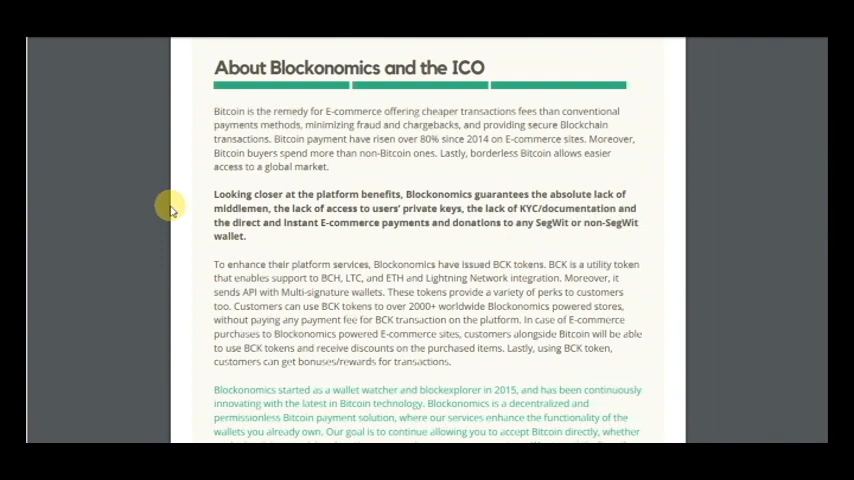 About Blockonomics and the ICO
Bitcoin is the remedy for E-commerce offering cheaper transactions fees than conventional
payments methods, minimizing fraud and chargebacks, and providing secure Blockchain
transactions. Bitcoin payment have risen over 80% since 2014 on E-commerce sites. Moreover,
Bitcoin buyers spend more than non-Bitcoin ones. Lastly, borderless Bitcoin allows easier
access to a global market.
Looking closer at the platform benefits, Blockonomics guarantees the absolute lack of
middlemen, the lack of access to users' private keys, the lack of KYC/documentation and
the direct and instant E-commerce payments and donations to any SegWit or non-SegWit
wallet.
To enhance their platform services, Blockonomics have issued BCK tokens. BCK is a utility token
that enables support to BCH, LTC, and ETH and Lightning Network integration. Moreover, it
sends API with Multi-signature wallets. These tokens provide a variety of perks to customers
too. Customers can use BCK tokens to over 2000+ worldwide Blockonomics powered stores,
without paying any payment fee for BCK transaction on the platform. In case of E-commerce
purchases to Blockonomics powered E-commerce sites, customers alongside Bitcoin will be able
to use BCK tokens and receive discounts on the purchased items. Lastly, using BCK token,
customers can get bonuses/rewards for transactions.
Blockonomics started as a wallet watcher and blockexplorer in 2015, and has been continuously
innovating with the latest in Bitcoin technology. Blockonomics is a decentralized and
permissionless Bitcoin payment solution, where our services enhance the functionality of the
wallets you already own. Our goal is to continue allowing you to accept Bitcoin directly, whether